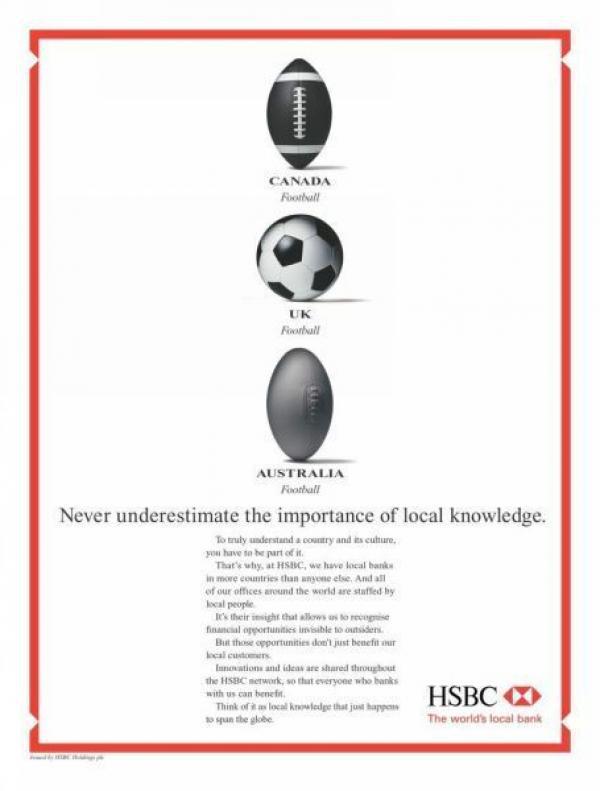 CANADA
Football
UK
Football
AUSTRALIA
Football
Never underestimate the importance of local knowledge.
To truly understand a country and its culture,
you have to be part of it.
That's why, at HSBC, we have local banks
in more countries than anyone else. And all
of our offices around the world are staffed by
local people.
It's their insight that allows us to recognise
financial opportunities invisible to outsiders.
But those opportunities don't just benefit our
local customers.
Innovations and ideas are shared throughout
the HSBC network, so that everyone who banks
with us can benefit.
Think of it as local knowledge that just happens
to span the globe.
HSBC
The world's local bank
Issued by HSBC Holdings plc